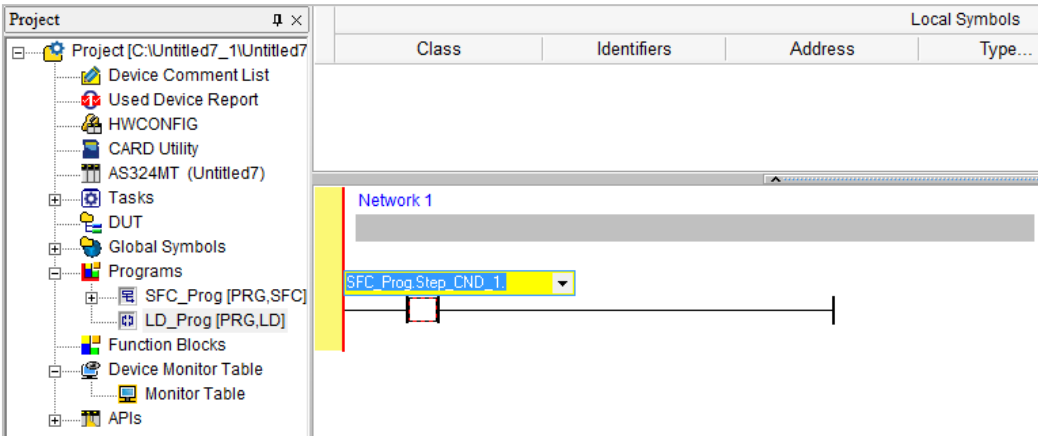 Project
Project [C:\Untitled7_1\Untitled7
Device Comment List
Used Device Report
HWCONFIG
CARD Utility
AS324MT (Untitled7)
Tasks
DUT
Global Symbols
Programs
SFC_Prog [PRG,SFC]
LD_Prog [PRG,LD]
Function Blocks
Device Monitor Table
Monitor Table
APIs
Local Symbols
Class Identifiers Address Type...
Network 1
SFC_Prog.Step_CND_1.